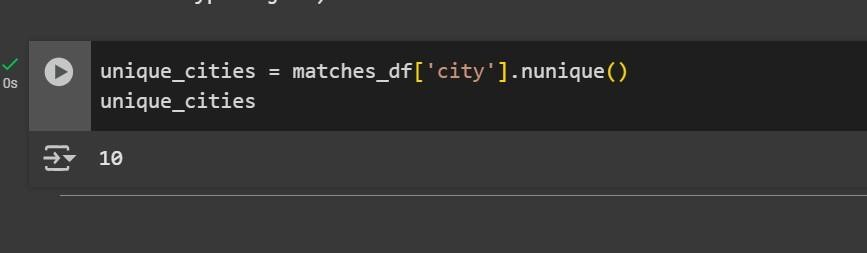 unique_cities = matches_df['city'].nunique()
0s
unique_cities
10